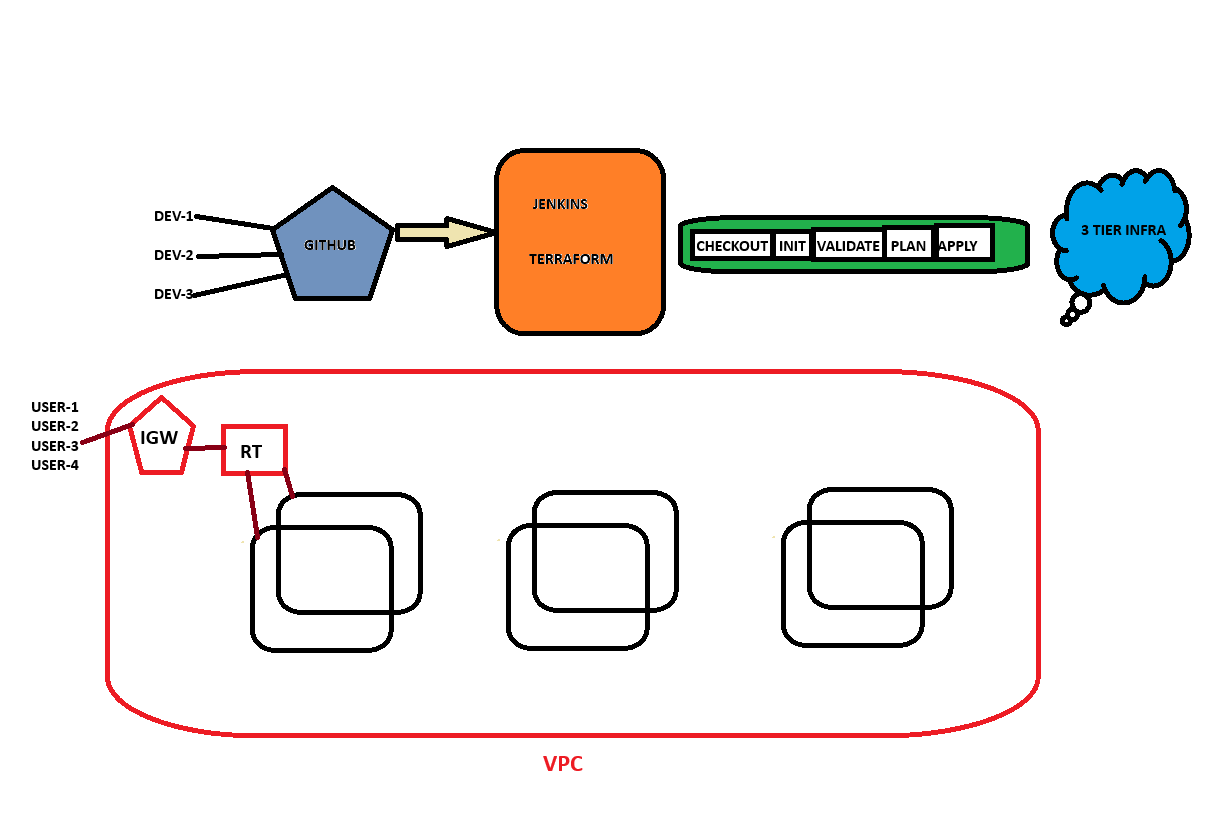 DEV-1
DEV-2
DEV-3
GITHUB
JENKINS
TERRAFORM
CHECKOUT INIT VALIDATE PLAN APPLY
3 TIER INFRA
USER-1
USER-2
USER-3
USER-4
IGW
RT
VPC